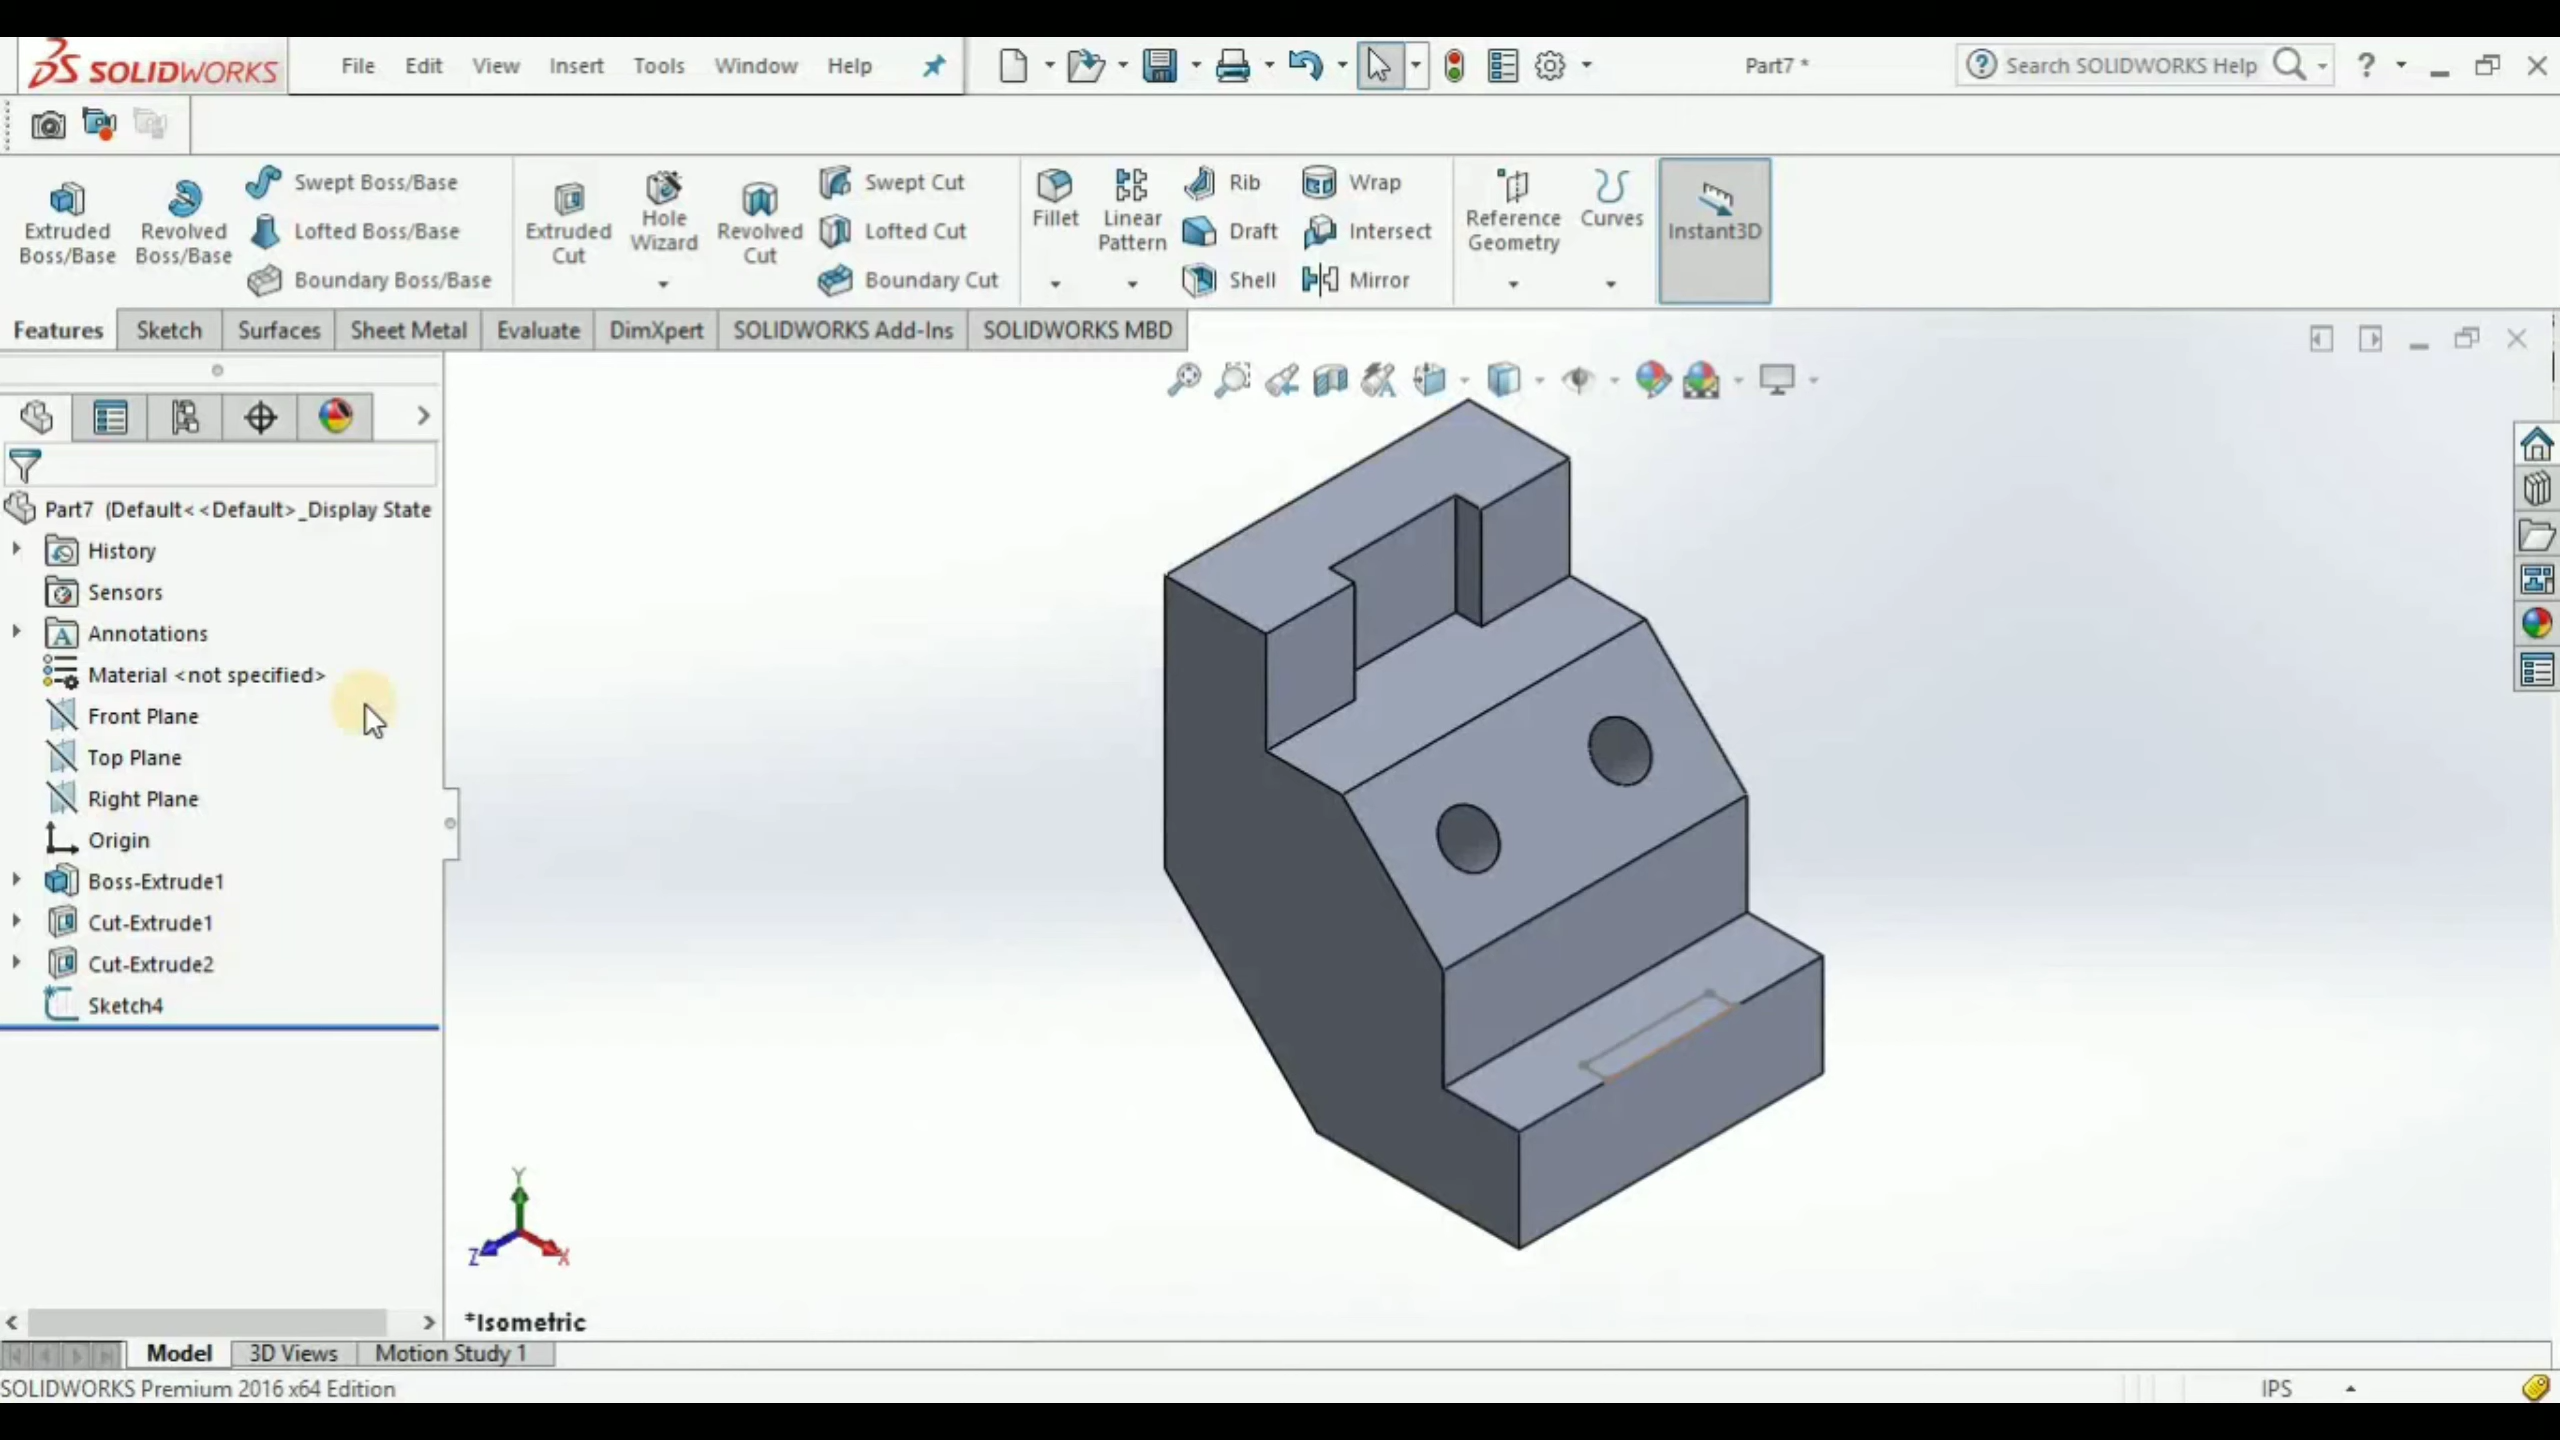 SOLIDWORKS File Edit View Insert Tools Window Help Part7 * Search SOLIDWORKS Help ?
Extruded Boss/Base
Revolved Boss/Base
Swept Boss/Base
Lofted Boss/Base
Boundary Boss/Base
Extruded Cut
Hole Wizard
Revolved Cut
Swept Cut
Lofted Cut
Boundary Cut
Fillet
Linear Pattern
Rib
Draft
Shell
Wrap
Intersect
Mirror
Reference Geometry
Curves
Instant3D
Features Sketch Surfaces Sheet Metal Evaluate DimXpert SOLIDWORKS Add-Ins SOLIDWORKS MBD
Part7 (Default<<Default>_Display State
History
Sensors
A Annotations
Material <not specified>
Front Plane
Top Plane
Right Plane
Origin
Boss-Extrude1
Cut-Extrude1
Cut-Extrude2
Sketch4
Y
Z X
*Isometric
Model 3D Views Motion Study 1
SOLIDWORKS Premium 2016 x64 Edition IPS